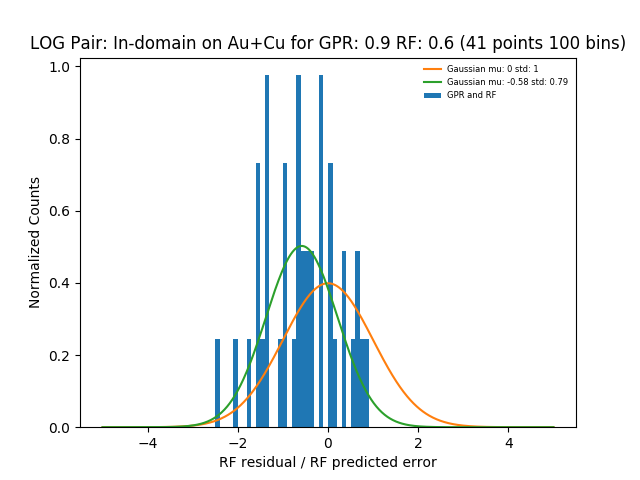 LOG Pair: In-domain on Au+Cu for GPR: 0.9 RF: 0.6 (41 points 100 bins)
Gaussian mu: 0 std: 1
Gaussian mu: -0.58 std: 0.79
GPR and RF
Normalized Counts
1.0
0.8
0.6
0.4
0.2
0.0
−4 −2 0 2 4
RF residual / RF predicted error